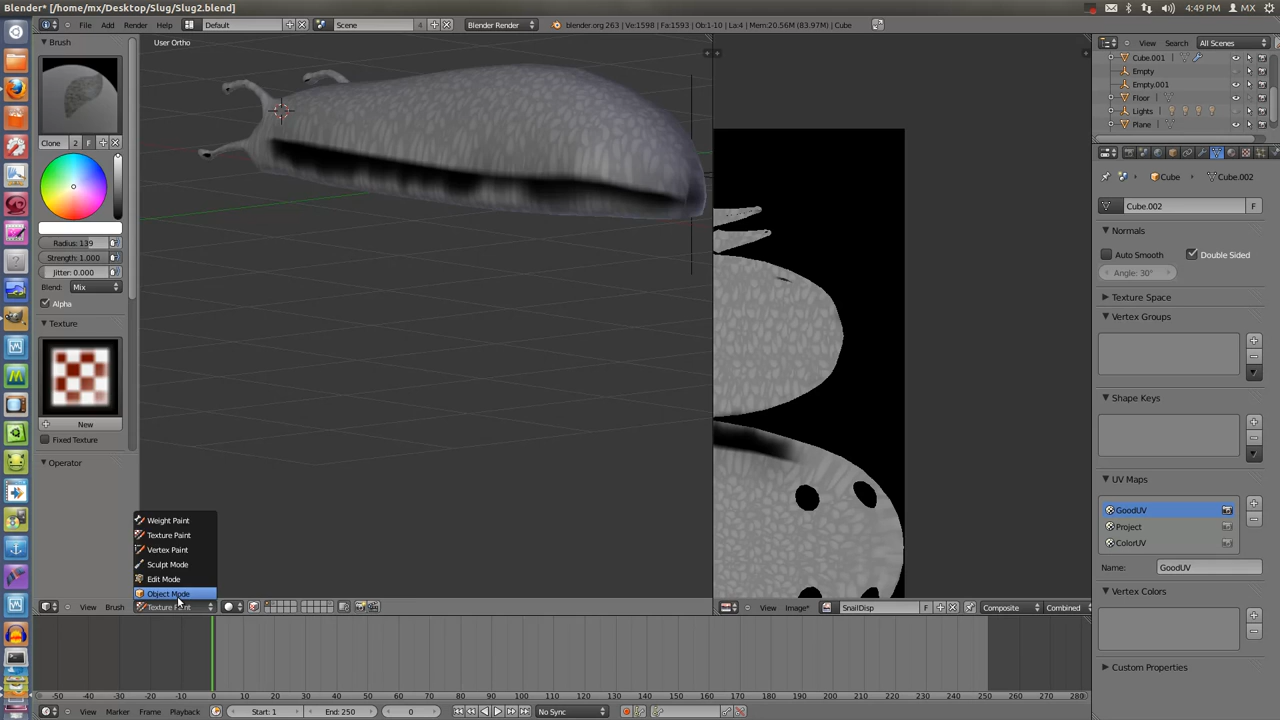 Blender* [/home/mx/Desktop/Slug/Slug2.blend]
4:49 PM MX
File Add Render Help Default Scene 4 Blender Render blender.org 263 | Ve:1598 | Fa:1593 | Ob:1-10 | La:4 | Mem:20.56M (83.97M) | Cube
View Search All Scenes
Brush
User Ortho
Cube.001
Empty
Empty.001
Floor
Lights
Plane
Clone 2 F
Cube Cube.002
Cube.002 F
Normals
Radius: 139
Auto Smooth Double Sided
Strength: 1.000
Jitter: 0.000
Angle: 30°
Blend: Mix
Alpha
Texture Space
Texture
Vertex Groups
Shape Keys
New
Fixed Texture
Operator
UV Maps
GoodUV
Project
ColorUV
Name: GoodUV
Vertex Colors
Custom Properties
Weight Paint
Texture Paint
Vertex Paint
Sculpt Mode
Edit Mode
Object Mode
View Brush Texture Paint
View Image* SnailDisp F Composite Combined
-50 -40 -30 -20 -10 0 10 20 30 40 50 60 70 80 90 100 110 120 130 140 150 160 170 180 190 200 210 220 230 240 250 260 270 280
View Marker Frame Playback Start: 1 End: 250 0 No Sync